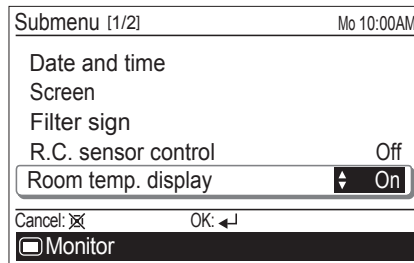 Submenu [1/2] Mo 10:00AM
Date and time
Screen
Filter sign
R.C. sensor control Off
Room temp. display On
Cancel: OK:
Monitor